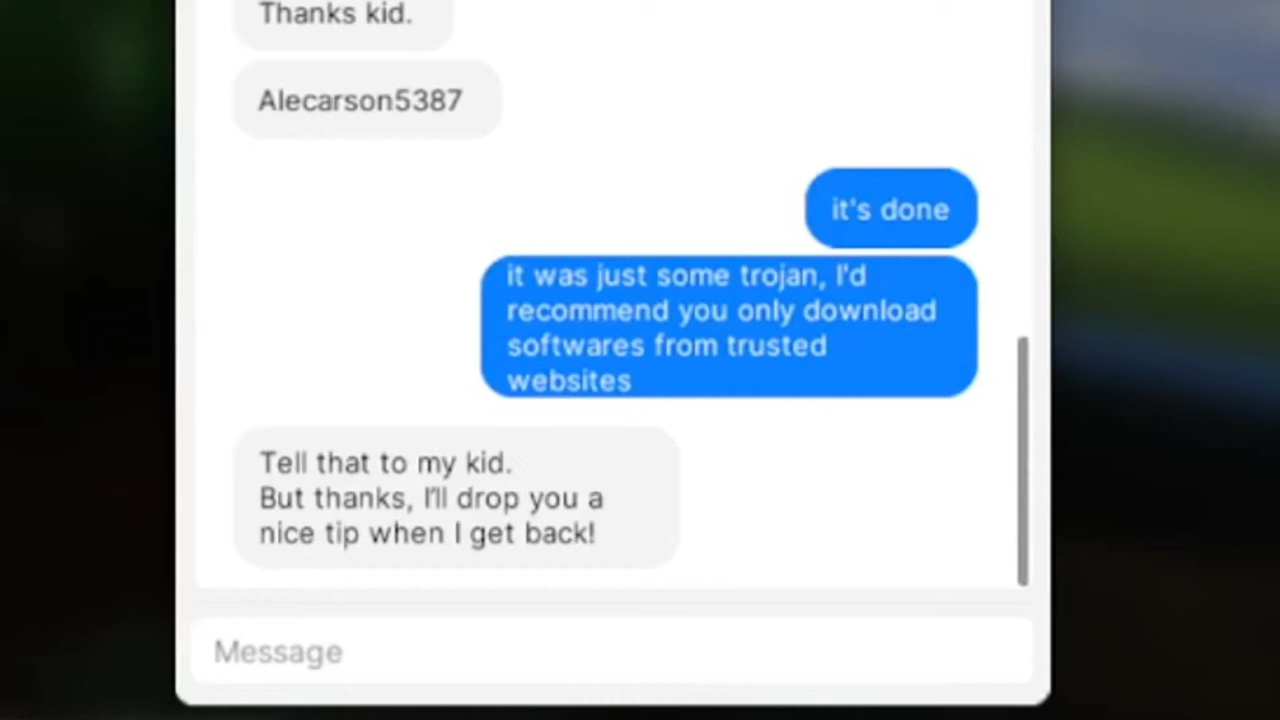 Thanks kid.
Alecarson5387
it's done
it was just some trojan, I'd
recommend you only download
softwares from trusted
websites
Tell that to my kid.
But thanks, I'll drop you a
nice tip when I get back!
Message